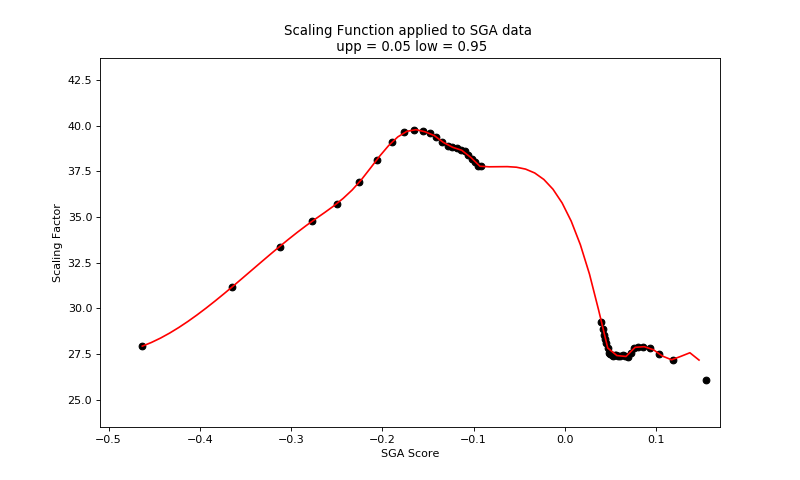 Scaling Function applied to SGA data
upp = 0.05 low = 0.95
42.5
40.0
37.5
35.0
32.5
30.0
27.5
25.0
Scaling Factor
−0.5 −0.4 −0.3 −0.2 −0.1 0.0 0.1
SGA Score